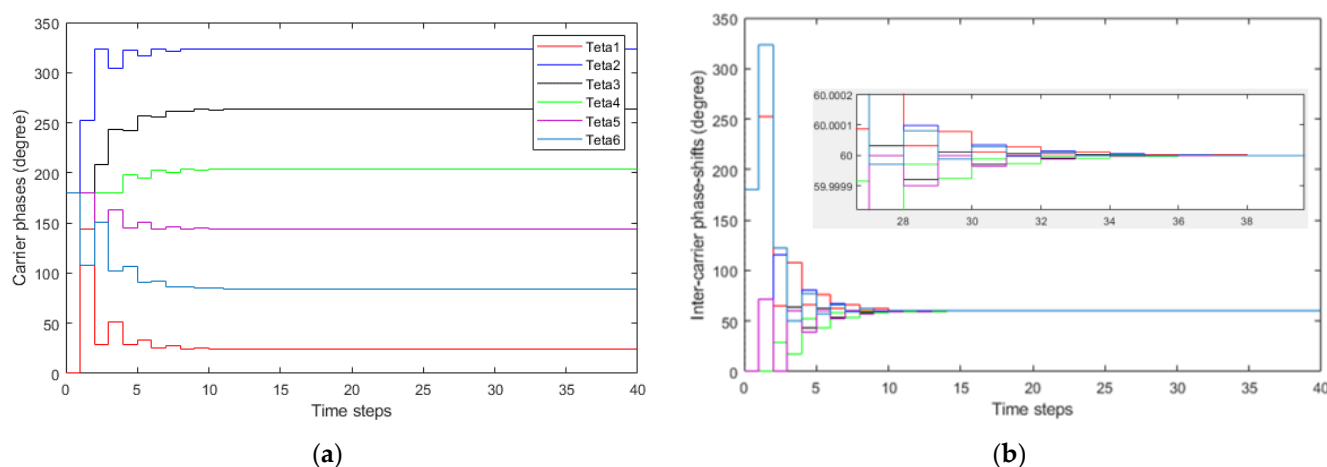 350
300
250
200
150
100
50
0
Carrier phases (degree)
0 5 10 15 20 25 30 35 40
Time steps
Teta1
Teta2
Teta3
Teta4
Teta5
Teta6
(a)
350
300
250
200
150
100
50
0
Inter-carrier phase-shifts (degree)
60.0002
60.0001
60
59.9999
28 30 32 34 36 38
0 5 10 15 20 25 30 35 40
Time steps
(b)